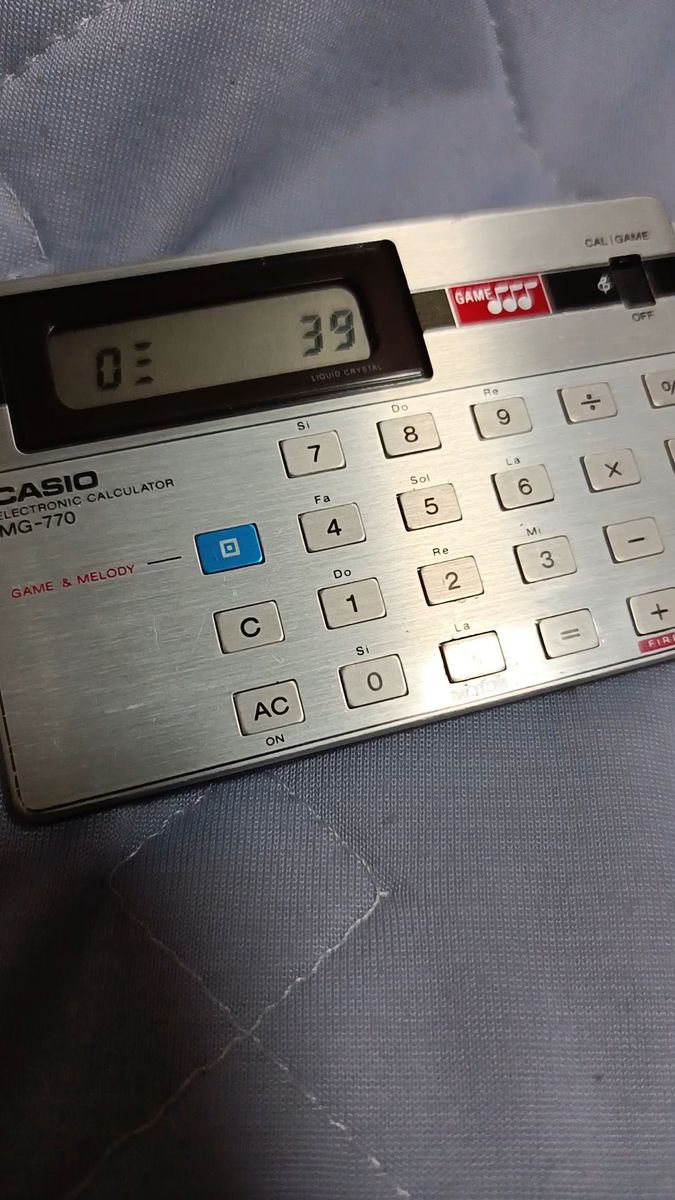 CAL | GAME
GAME
OFF
0 39
LIQUID CRYSTAL
CASIO
ELECTRONIC CALCULATOR
MG-770
GAME & MELODY
Si Do Re
7 8 9 ÷ %
Fa Sol La
4 5 6 ×
Do Re Mi
C 1 2 3 −
Si La
AC 0 = +
ON